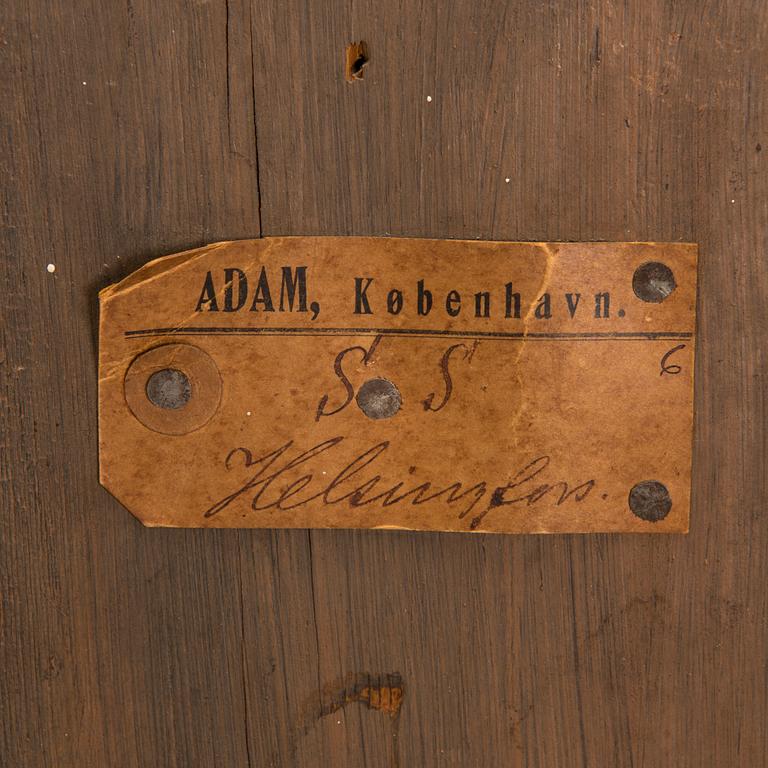 ADAM, København.
S S 6
Helsingfors.